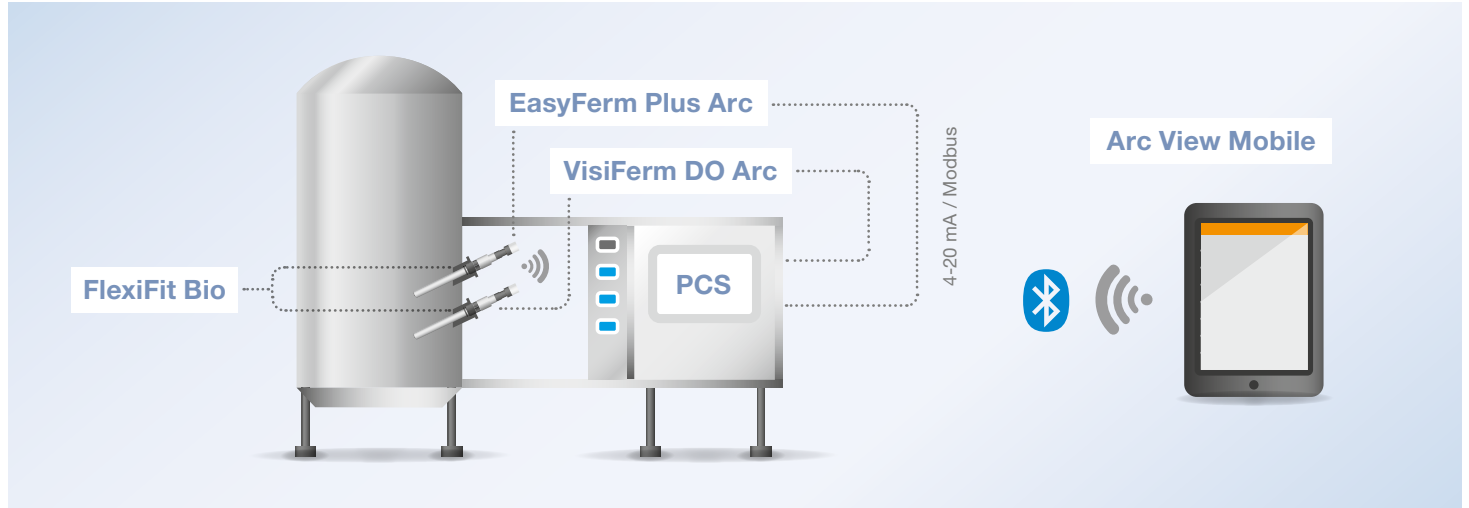 EasyFerm Plus Arc
VisiFerm DO Arc
FlexiFit Bio
PCS
4-20 mA / Modbus
Arc View Mobile